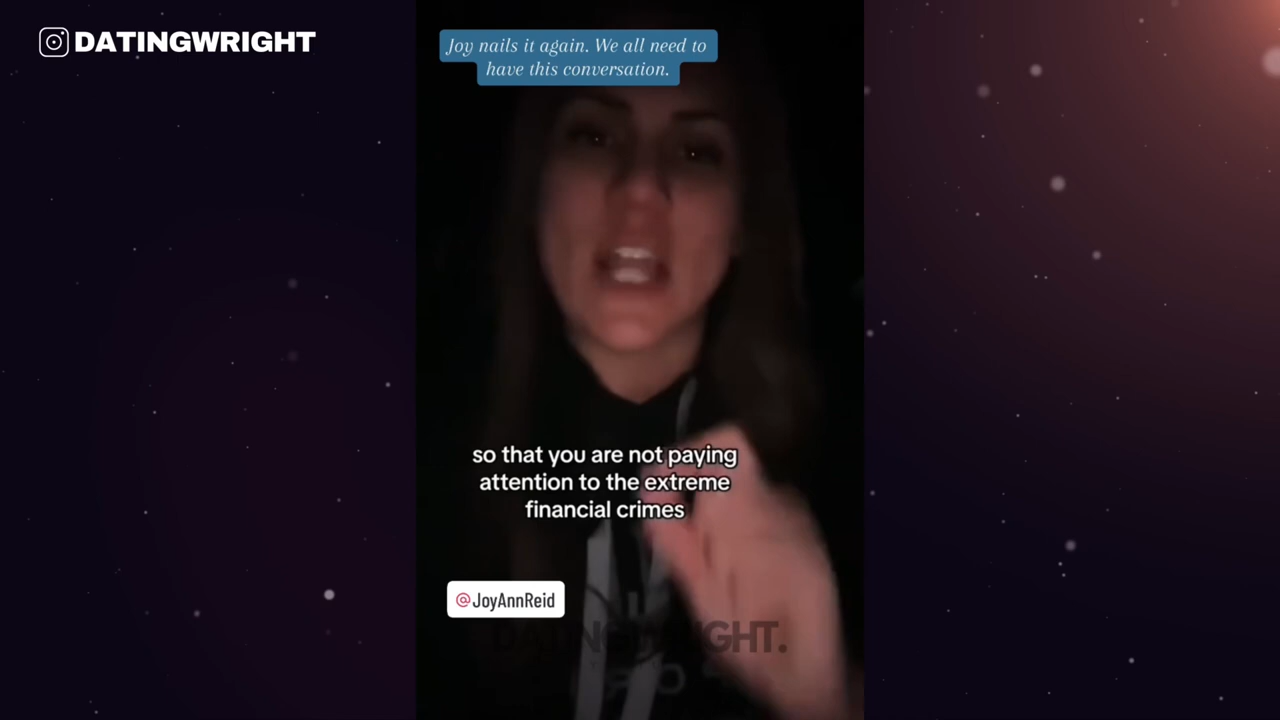 DATINGWRIGHT
Joy nails it again. We all need to
have this conversation.
so that you are not paying
attention to the extreme
financial crimes
@JoyAnnReid
DATINGWRIGHT.